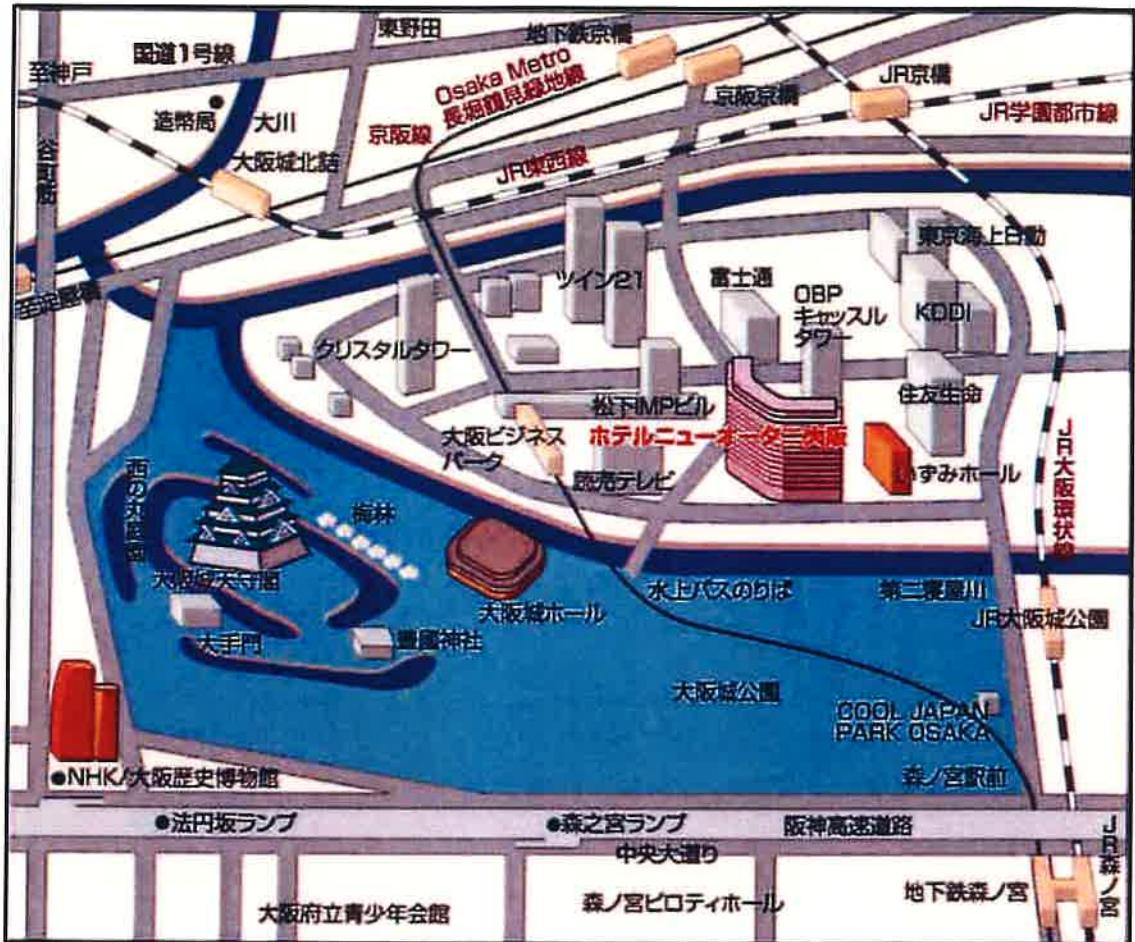 東野田
地下鉄京橋
国道1号線
至神戸
Osaka Metro
長堀鶴見緑地線
JR京橋
京阪京橋
造幣局
大川
京阪線
JR学園都市線
大阪城北詰
JR東西線
東京海上日動
ツイン21
富士通
OBP
キャッスル
タワー
KDDI
クリスタルタワー
住友生命
松下IMPビル
大阪ビジネス
パーク
ホテルニューオータニ大阪
読売テレビ
いずみホール
JR大阪環状線
西の丸庭園
梅林
大阪城天守閣
大阪城ホール
水上バスのりば
第二寝屋川
大手門
豊國神社
JR大阪城公園
大阪城公園
COOL JAPAN
PARK OSAKA
●NHK/大阪歴史博物館
森ノ宮駅前
●法円坂ランプ
●森之宮ランプ
阪神高速道路
中央大通り
JR森ノ宮
大阪府立青少年会館
森ノ宮ピロティホール
地下鉄森ノ宮